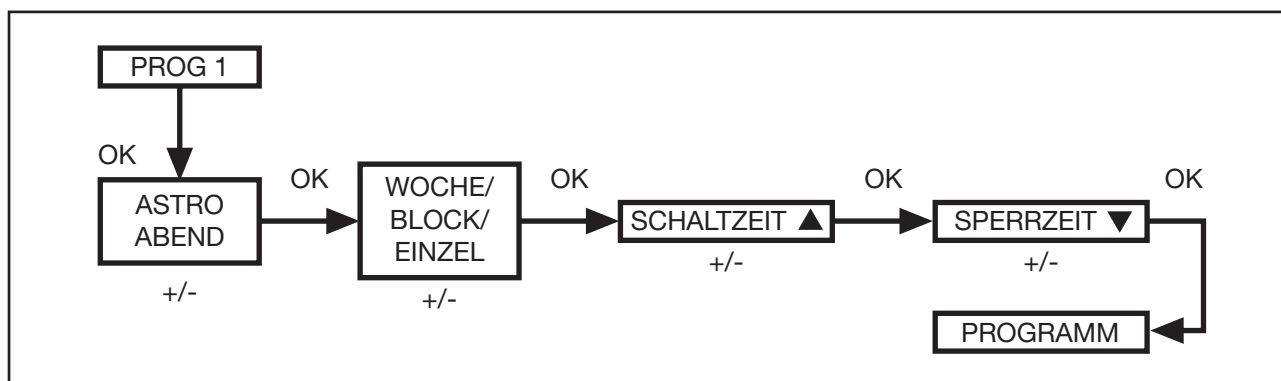 PROG 1
OK
ASTRO
ABEND
+/-
OK
WOCHE/
BLOCK/
EINZEL
+/-
OK
SCHALTZEIT ▲
+/-
OK
SPERRZEIT ▼
+/-
OK
PROGRAMM